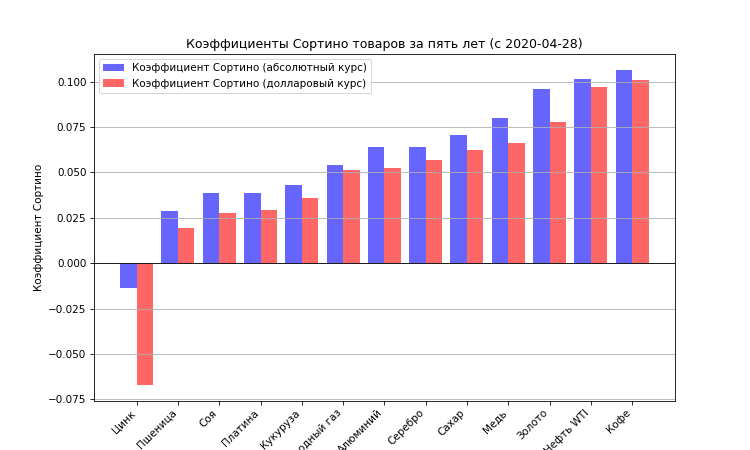 Коэффициенты Сортино товаров за пять лет (с 2020-04-28)
Коэффициент Сортино (абсолютный курс)
Коэффициент Сортино (долларовый курс)
Коэффициент Сортино
0.100
0.075
0.050
0.025
0.000
−0.025
−0.050
−0.075
Цинк
Пшеница
Соя
Платина
Кукуруза
газ
Алюминий
Серебро
Сахар
Медь
Золото
Нефть WTI
Кофе